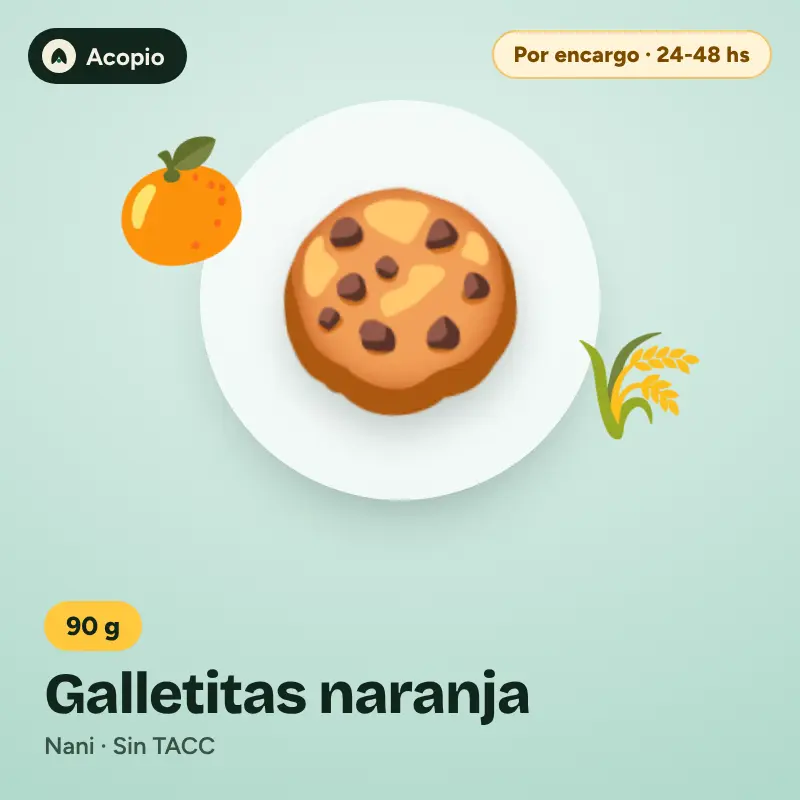 Acopio
Por encargo · 24-48 hs
90 g
Galletitas naranja
Nani · Sin TACC